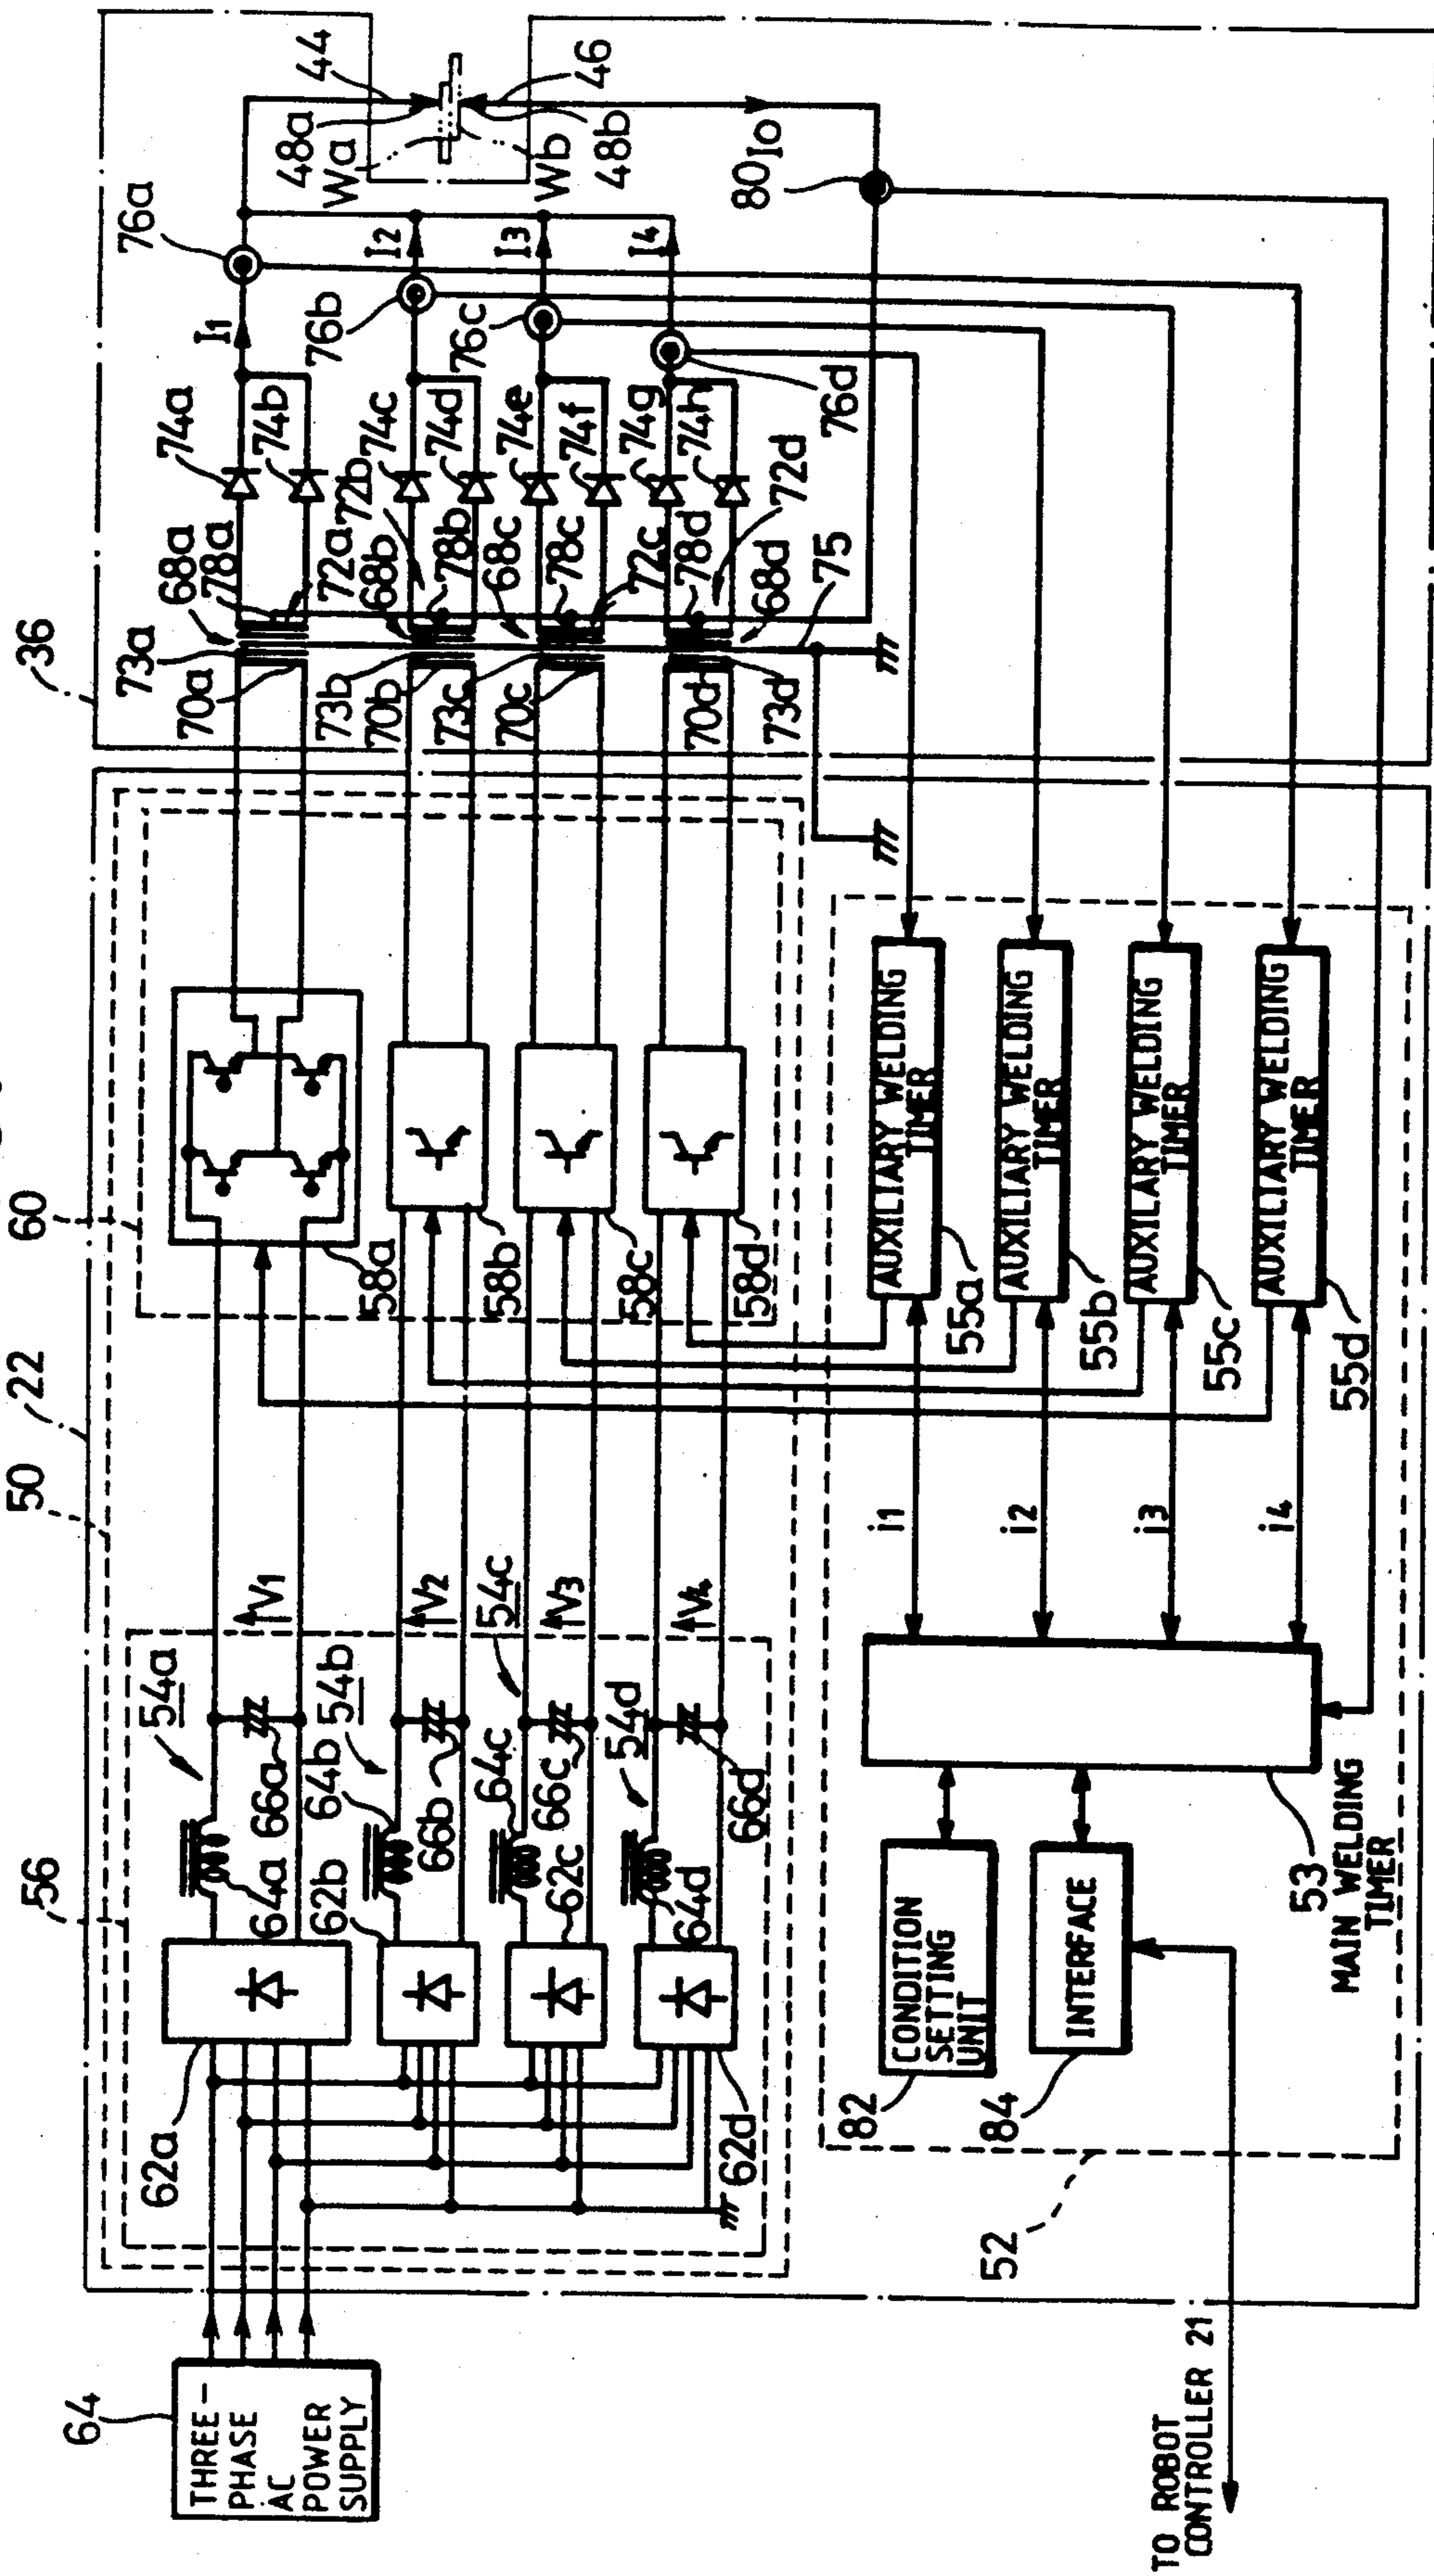 64
THREE-
PHASE
AC
POWER
SUPPLY
22
50
56
60
36
62a
62b
62c
62d
64a
64b
64c
64d
66a
66b
66c
66d
54a
54b
54c
54d
V1
V2
V3
V4
58a
58b
58c
58d
73a
70a
73b
70b
73c
70c
70d
73d
68a
78a
72a
68b
72b
78b
68c
78c
72c
78d
68d
72d
75
74a
74b
74c
74d
74e
74f
74g
74h
I1
I2
I3
I4
76a
76b
76c
76d
44
48a
Wa
Wb
48b
46
80
I0
82
CONDITION
SETTING
UNIT
84
INTERFACE
53
MAIN WELDING
TIMER
i1
i2
i3
i4
AUXILIARY WELDING
TIMER
55a
AUXILIARY WELDING
TIMER
55b
AUXILARY WELDING
TIMER
55c
AUXILIARY WELDING
TIMER
55d
52
TO ROBOT
CONTROLLER 21